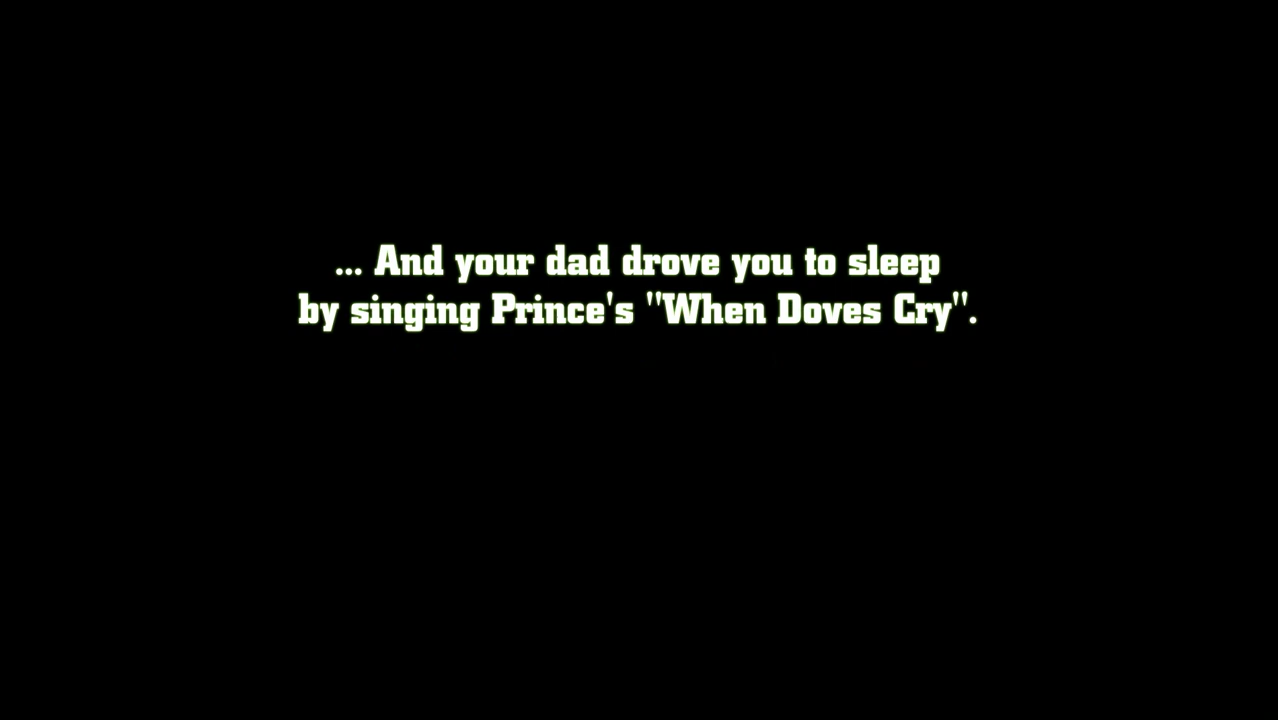 ... And your dad drove you to sleep
by singing Prince's "When Doves Cry".